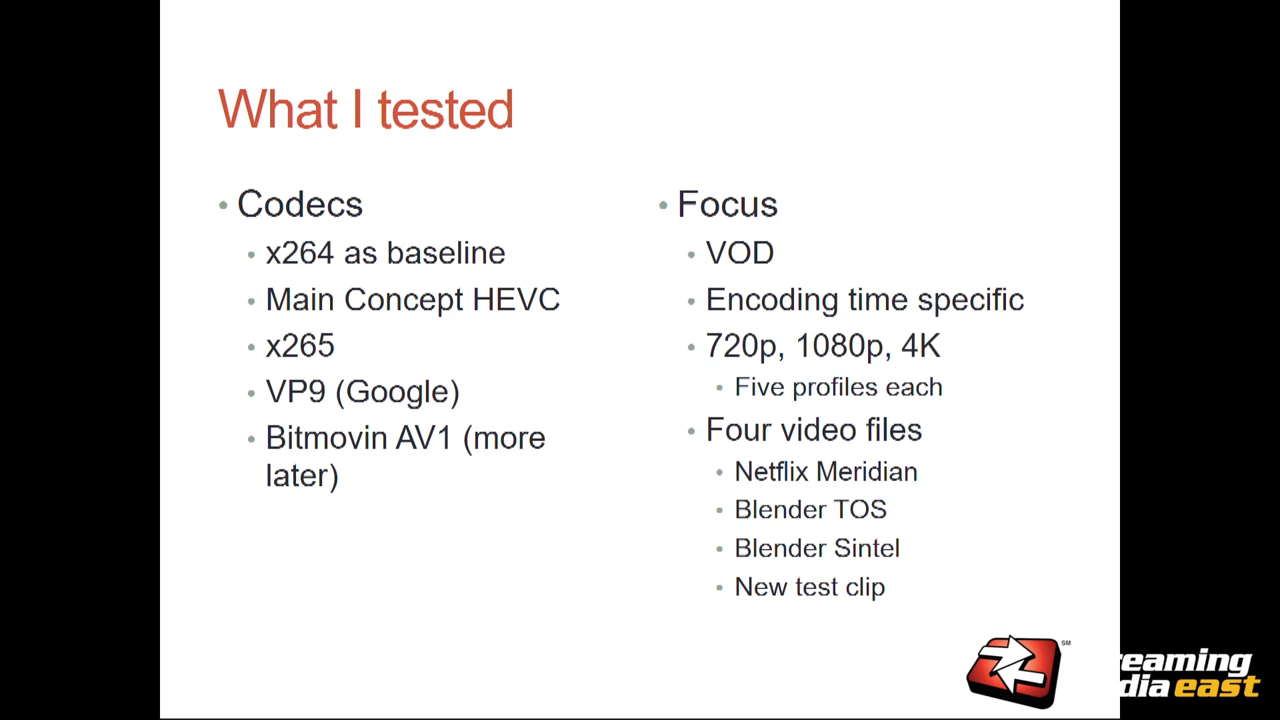 What I tested
• Codecs
• x264 as baseline
• Main Concept HEVC
• x265
• VP9 (Google)
• Bitmovin AV1 (more
later)
• Focus
• VOD
• Encoding time specific
• 720p, 1080p, 4K
• Five profiles each
• Four video files
• Netflix Meridian
• Blender TOS
• Blender Sintel
• New test clip
SM
reaming
dia east